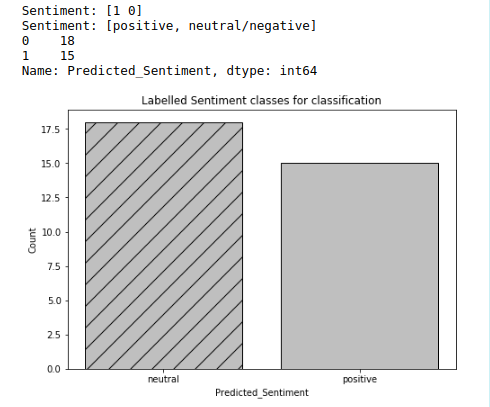 Sentiment: [1 0]
Sentiment: [positive, neutral/negative]
0    18
1    15
Name: Predicted_Sentiment, dtype: int64
Labelled Sentiment classes for classification
17.5
15.0
12.5
10.0
7.5
5.0
2.5
0.0
Count
neutral positive
Predicted_Sentiment